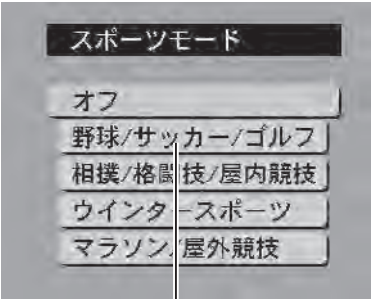 スポーツモード
オフ
野球/サッカー/ゴルフ
相撲/格闘技/屋内競技
ウインタースポーツ
マラソン/屋外競技